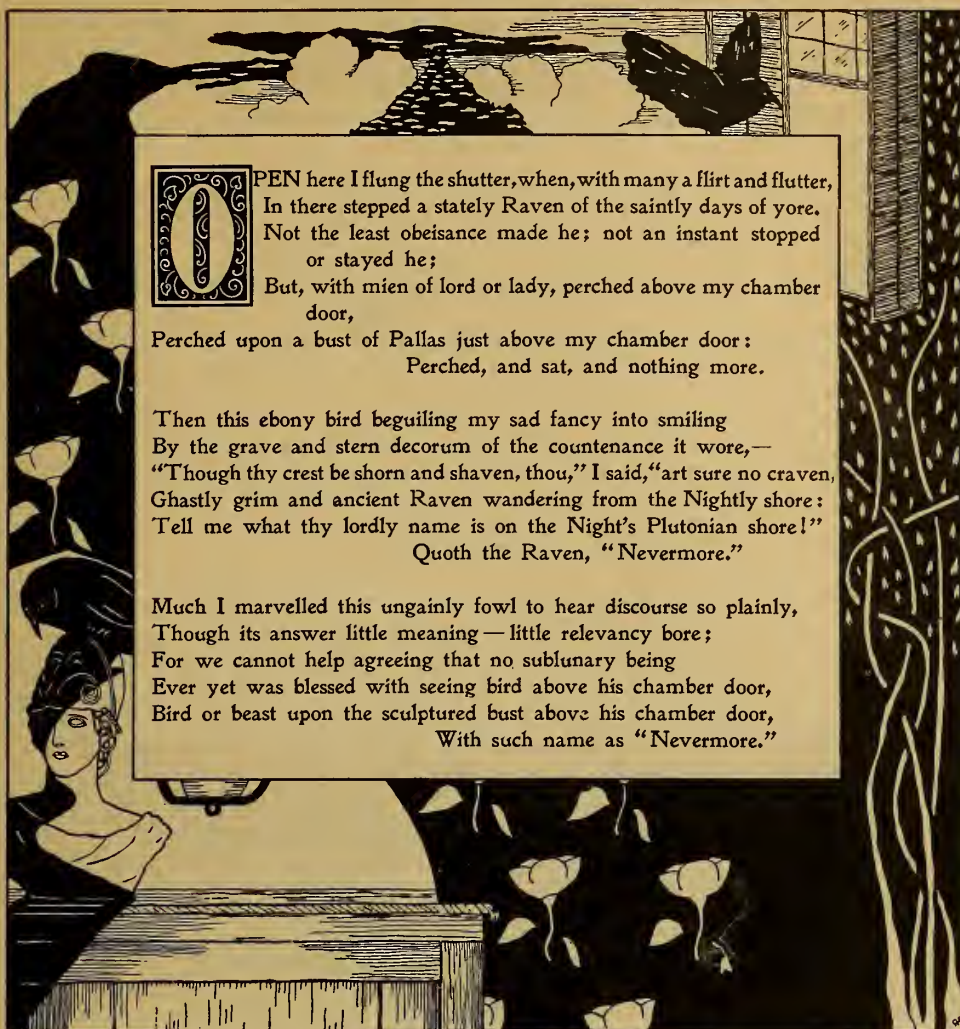 OPEN here I flung the shutter, when, with many a flirt and flutter,
In there stepped a stately Raven of the saintly days of yore.
Not the least obeisance made he; not an instant stopped
or stayed he;
But, with mien of lord or lady, perched above my chamber
door,
Perched upon a bust of Pallas just above my chamber door:
Perched, and sat, and nothing more.
Then this ebony bird beguiling my sad fancy into smiling
By the grave and stern decorum of the countenance it wore,—
“Though thy crest be shorn and shaven, thou,” I said, “art sure no craven,
Ghastly grim and ancient Raven wandering from the Nightly shore:
Tell me what thy lordly name is on the Night's Plutonian shore!”
Quoth the Raven, “Nevermore.”
Much I marvelled this ungainly fowl to hear discourse so plainly,
Though its answer little meaning — little relevancy bore;
For we cannot help agreeing that no sublunary being
Ever yet was blessed with seeing bird above his chamber door,
Bird or beast upon the sculptured bust above his chamber door,
With such name as “Nevermore.”